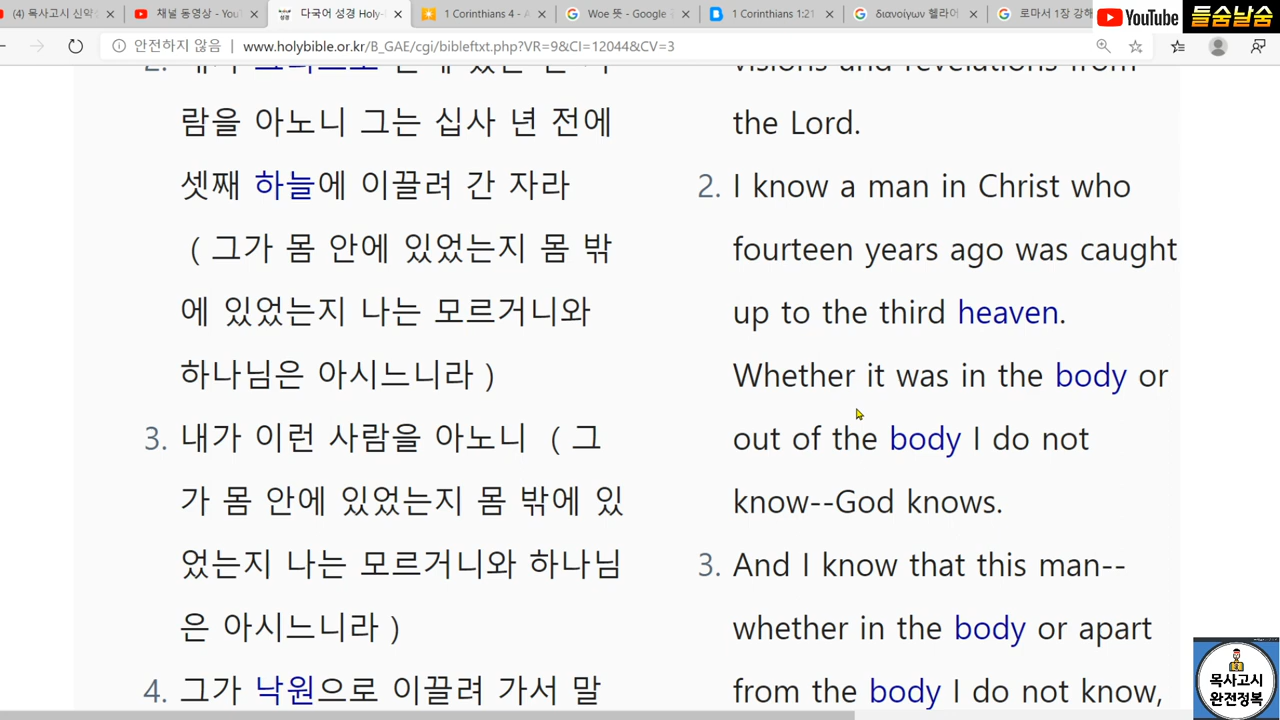 (4) 목사고시 신약
채널 동영상 - You
다국어 성경 Holy-
1 Corinthians 4 - A
Woe 뜻 - Google
1 Corinthians 1:21
διανοίγων 헬라어
로마서 1장 강해
YouTube
들숨날숨
안전하지 않음
www.holybible.or.kr/B_GAE/cgi/bibleftxt.php?VR=9&CI=12044&CV=3
람을 아노니 그는 십사 년 전에
셋째 하늘에 이끌려 간 자라
( 그가 몸 안에 있었는지 몸 밖
에 있었는지 나는 모르거니와
하나님은 아시느니라 )
3. 내가 이런 사람을 아노니 ( 그
가 몸 안에 있었는지 몸 밖에 있
었는지 나는 모르거니와 하나님
은 아시느니라 )
4. 그가 낙원으로 이끌려 가서 말
visions and revelations from
the Lord.
2. I know a man in Christ who
fourteen years ago was caught
up to the third heaven.
Whether it was in the body or
out of the body I do not
know--God knows.
3. And I know that this man--
whether in the body or apart
from the body I do not know,
목사고시
완전정복